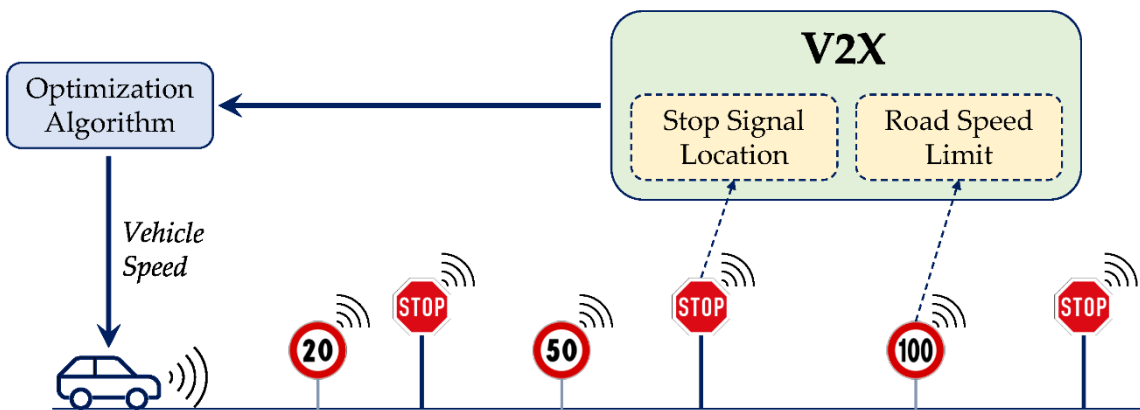 V2X
Optimization
Algorithm
Stop Signal
Location
Road Speed
Limit
Vehicle
Speed
STOP
STOP
STOP
20
50
100